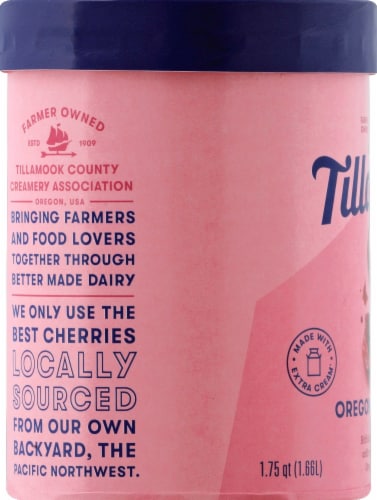 FARMER OWNED
ESTD 1909
TILLAMOOK COUNTY
CREAMERY ASSOCIATION
OREGON, USA
BRINGING FARMERS
AND FOOD LOVERS
TOGETHER THROUGH
BETTER MADE DAIRY
WE ONLY USE THE
BEST CHERRIES
LOCALLY
SOURCED
FROM OUR OWN
BACKYARD, THE
PACIFIC NORTHWEST.
Tilla
MADE WITH
EXTRA CREAM
OREGO
1.75 qt (1.66L)